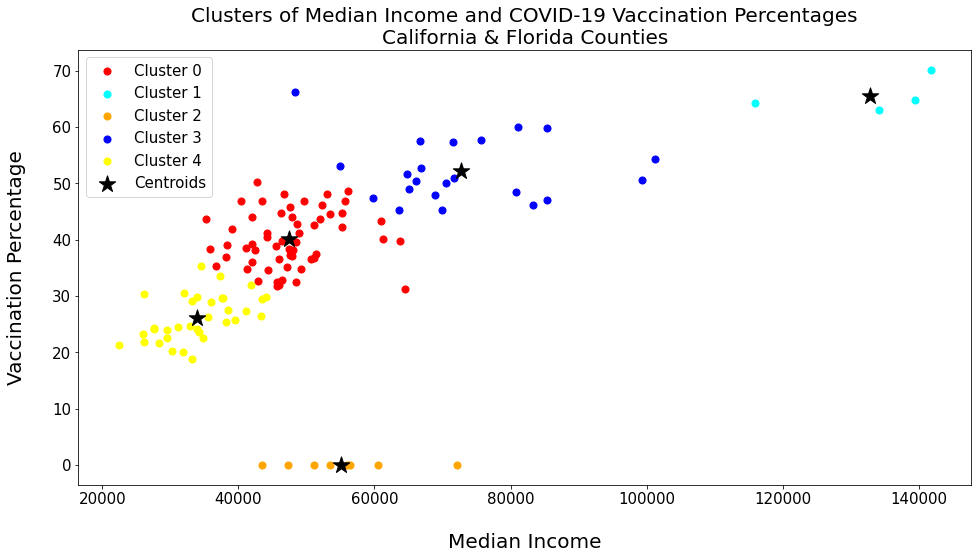 Clusters of Median Income and COVID-19 Vaccination Percentages
California & Florida Counties
Cluster 0
Cluster 1
Cluster 2
Cluster 3
Cluster 4
Centroids
Vaccination Percentage
70
60
50
40
30
20
10
0
20000 40000 60000 80000 100000 120000 140000
Median Income